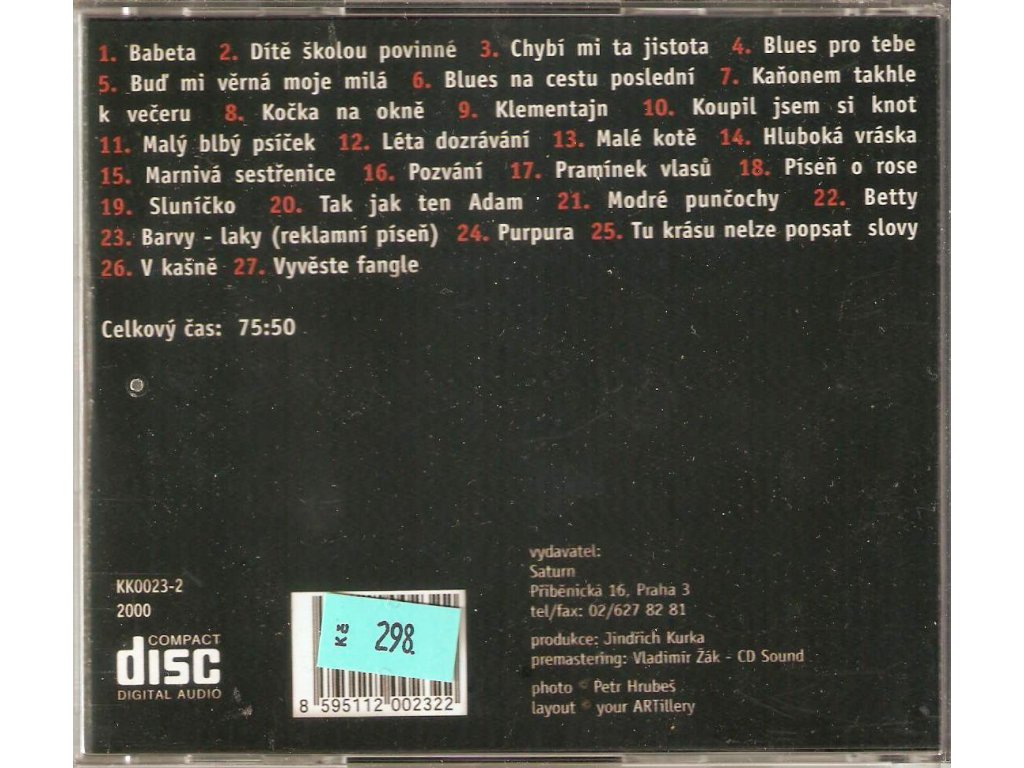 1. Babeta 2. Dítě školou povinné 3. Chybí mi ta jistota 4. Blues pro tebe
5. Buď mi věrná moje milá 6. Blues na cestu poslední 7. Kaňonem takhle
k večeru 8. Kočka na okně 9. Klementajn 10. Koupil jsem si knot
11. Malý blbý psíček 12. Léta dozrávání 13. Malé kotě 14. Hluboká vráska
15. Marnivá sestřenice 16. Pozvání 17. Pramínek vlasů 18. Píseň o rose
19. Sluníčko 20. Tak jak ten Adam 21. Modré punčochy 22. Betty
23. Barvy - laky (reklamní píseň) 24. Purpura 25. Tu krásu nelze popsat slovy
26. V kašně 27. Vyvěste fangle
Celkový čas: 75:50
vydavatel:
Saturn
Příběnická 16, Praha 3
tel/fax: 02/627 82 81
produkce: Jindřich Kurka
premastering: Vladimír Žák - CD Sound
photo © Petr Hrubeš
layout © your ARTillery
KK0023-2
2000
COMPACT
disc
DIGITAL AUDIO
Kč 298.
8 595112 002322